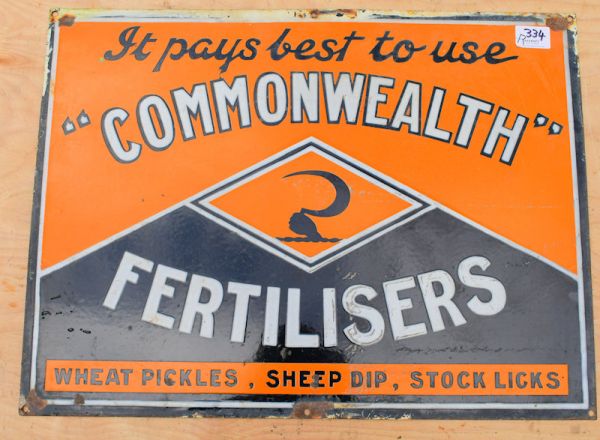 It pays best to use
334
"COMMONWEALTH"
FERTILISERS
WHEAT PICKLES, SHEEP DIP, STOCK LICKS